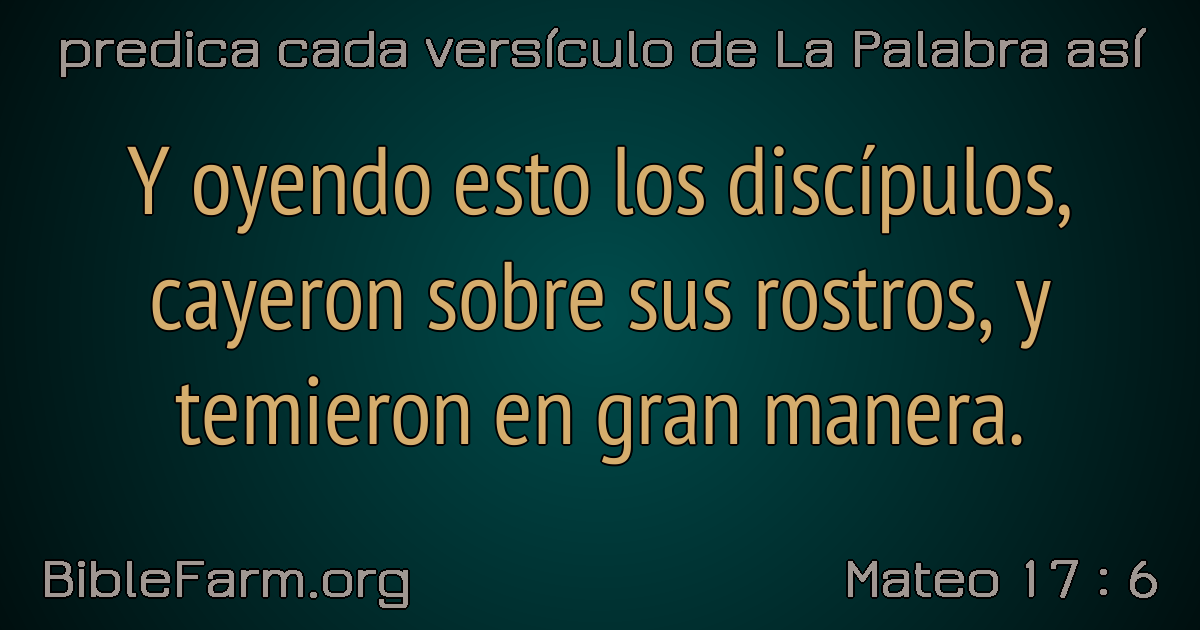 predica cada versículo de La Palabra así
Y oyendo esto los discípulos,
cayeron sobre sus rostros, y
temieron en gran manera.
BibleFarm.org
Mateo 17 : 6